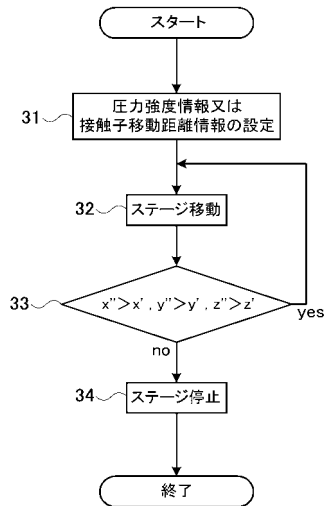 スタート
31
圧力強度情報又は
接触子移動距離情報の設定
32
ステージ移動
33
x''>x' , y''>y' , z''>z'
yes
no
34
ステージ停止
終了